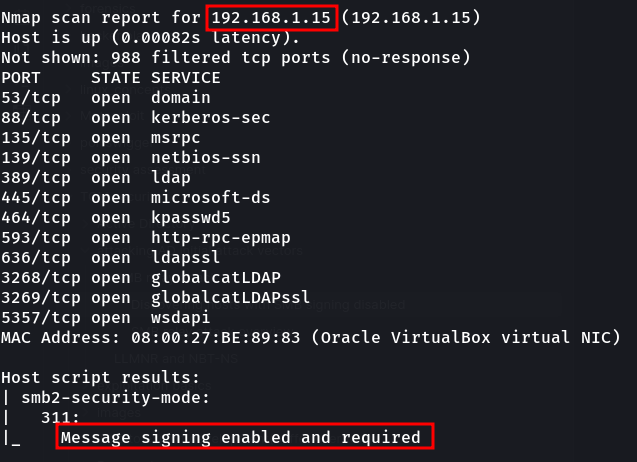 Nmap scan report for 192.168.1.15 (192.168.1.15)
Host is up (0.00082s latency).
Not shown: 988 filtered tcp ports (no-response)
PORT     STATE SERVICE
53/tcp   open  domain
88/tcp   open  kerberos-sec
135/tcp  open  msrpc
139/tcp  open  netbios-ssn
389/tcp  open  ldap
445/tcp  open  microsoft-ds
464/tcp  open  kpasswd5
593/tcp  open  http-rpc-epmap
636/tcp  open  ldapssl
3268/tcp open  globalcatLDAP
3269/tcp open  globalcatLDAPssl
5357/tcp open  wsdapi
MAC Address: 08:00:27:BE:89:83 (Oracle VirtualBox virtual NIC)
Host script results:
| smb2-security-mode:
|   311:
|_    Message signing enabled and required